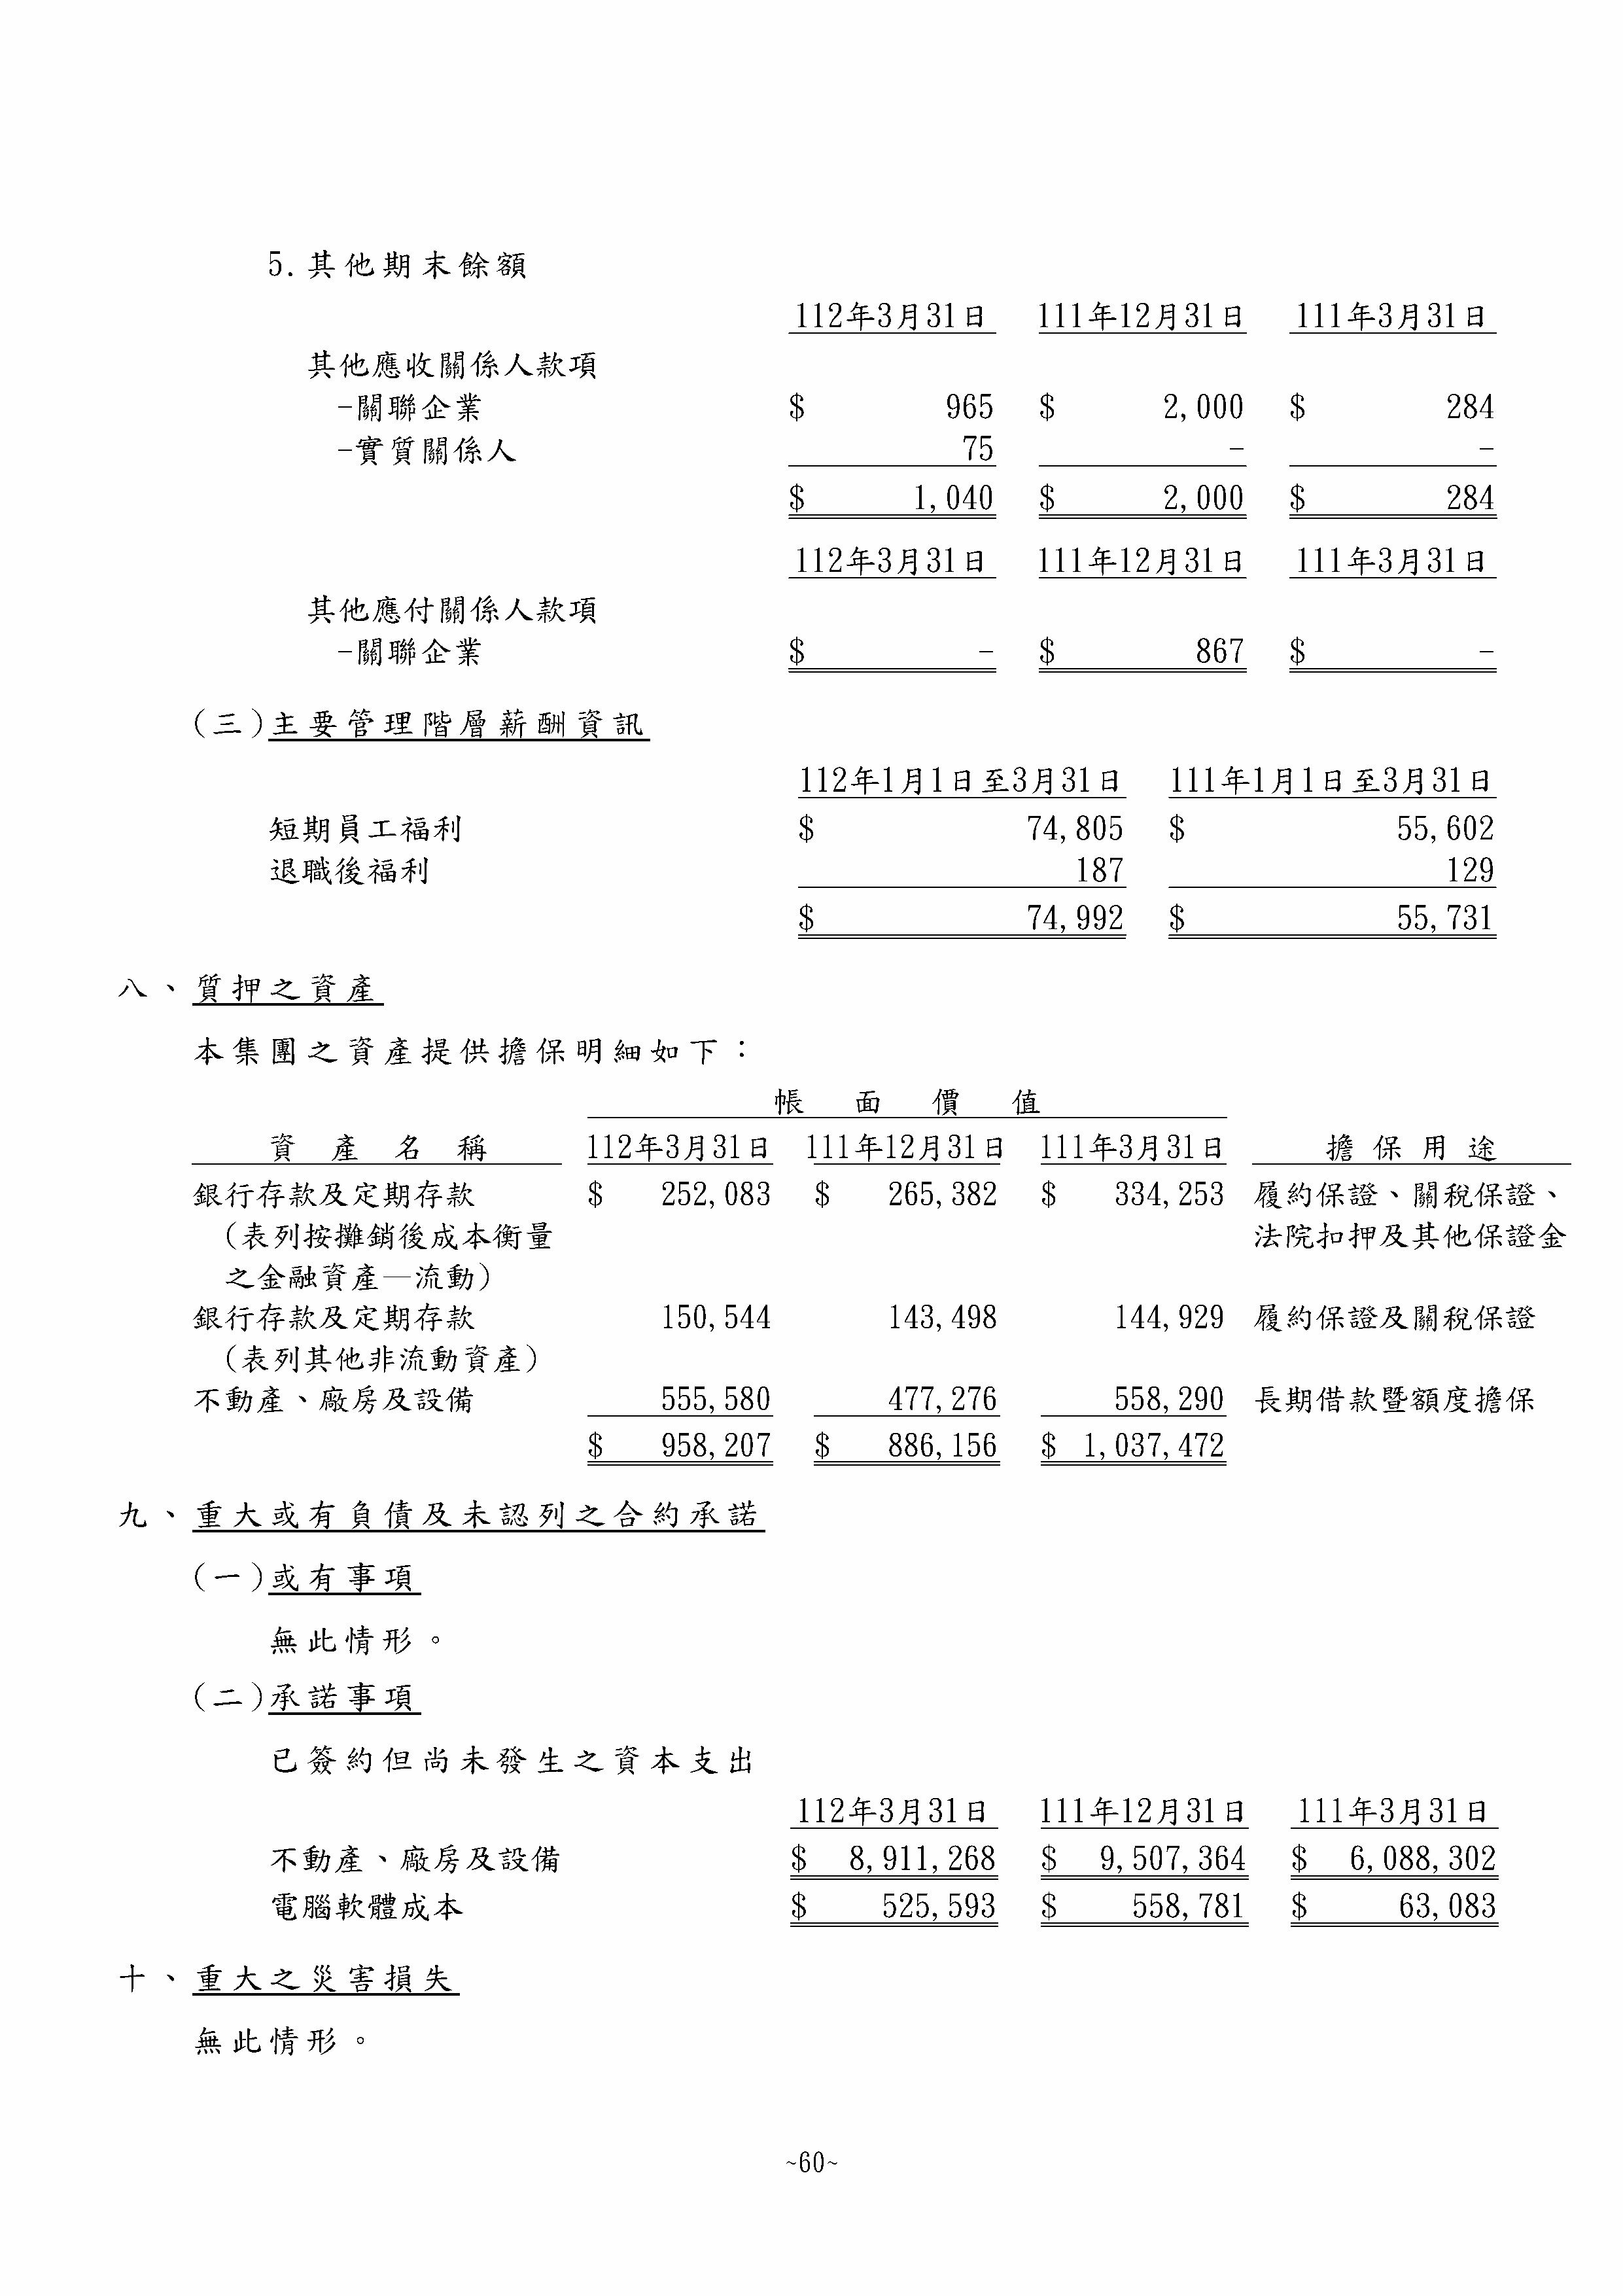 5.其他期末餘額
112年3月31日 111年12月31日 111年3月31日
其他應收關係人款項
-關聯企業 $ 965 $ 2,000 $ 284
-實質關係人 75 - -
$ 1,040 $ 2,000 $ 284
112年3月31日 111年12月31日 111年3月31日
其他應付關係人款項
-關聯企業 $ - $ 867 $ -
(三)主要管理階層薪酬資訊
112年1月1日至3月31日 111年1月1日至3月31日
短期員工福利 $ 74,805 $ 55,602
退職後福利 187 129
$ 74,992 $ 55,731
八、質押之資產
本集團之資產提供擔保明細如下：
帳面價值
資產名稱 112年3月31日 111年12月31日 111年3月31日 擔保用途
銀行存款及定期存款 $ 252,083 $ 265,382 $ 334,253 履約保證、關稅保證、
(表列按攤銷後成本衡量 法院扣押及其他保證金
之金融資產—流動)
銀行存款及定期存款 150,544 143,498 144,929 履約保證及關稅保證
(表列其他非流動資產)
不動產、廠房及設備 555,580 477,276 558,290 長期借款暨額度擔保
$ 958,207 $ 886,156 $ 1,037,472
九、重大或有負債及未認列之合約承諾
(一)或有事項
無此情形。
(二)承諾事項
已簽約但尚未發生之資本支出
112年3月31日 111年12月31日 111年3月31日
不動產、廠房及設備 $ 8,911,268 $ 9,507,364 $ 6,088,302
電腦軟體成本 $ 525,593 $ 558,781 $ 63,083
十、重大之災害損失
無此情形。
~60~